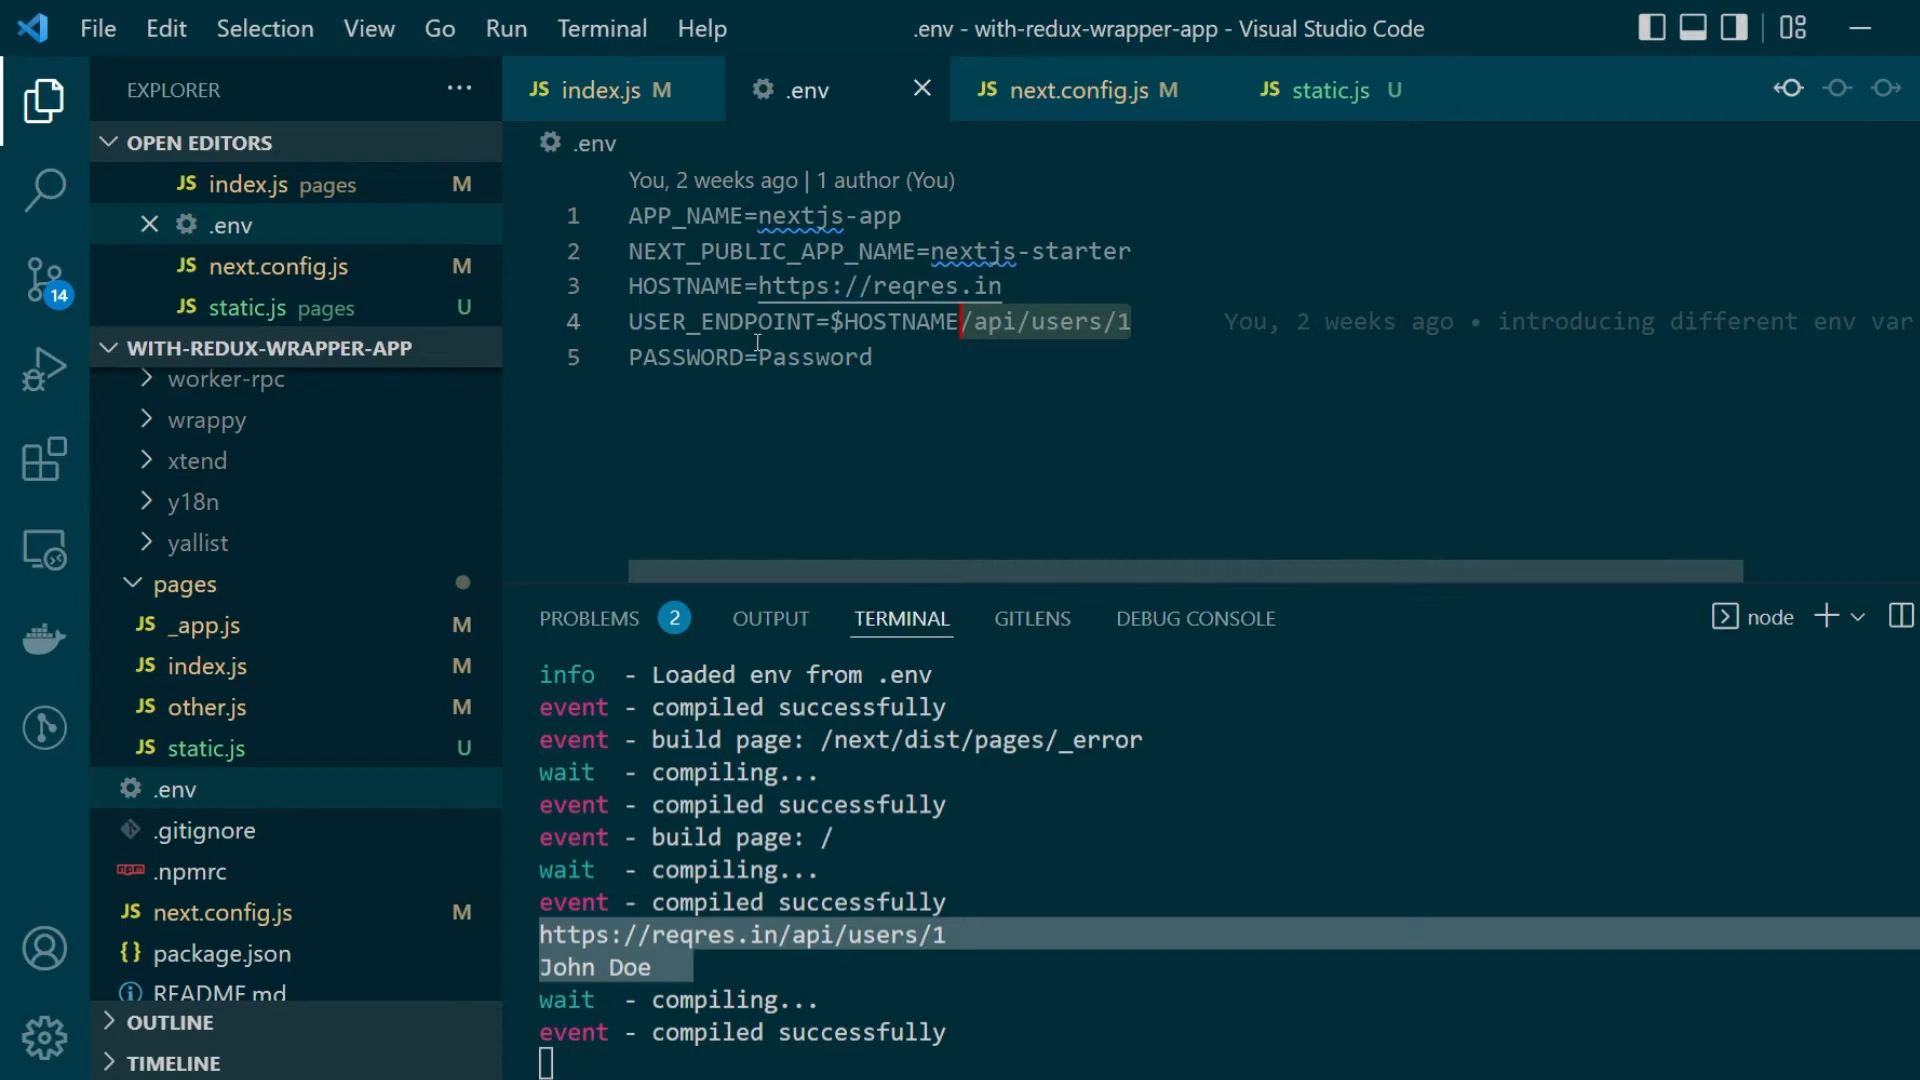 File Edit Selection View Go Run Terminal Help .env - with-redux-wrapper-app - Visual Studio Code
EXPLORER
JS index.js M
.env
JS next.config.js M
JS static.js U
OPEN EDITORS
JS index.js pages M
.env
JS next.config.js M
JS static.js pages U
14
WITH-REDUX-WRAPPER-APP
worker-rpc
wrappy
xtend
y18n
yallist
pages
JS _app.js M
JS index.js M
JS other.js M
JS static.js U
.env
.gitignore
npm .npmrc
JS next.config.js M
{} package.json
README.md
OUTLINE
TIMELINE
.env
You, 2 weeks ago | 1 author (You)
1 APP_NAME=nextjs-app
2 NEXT_PUBLIC_APP_NAME=nextjs-starter
3 HOSTNAME=https://reqres.in
4 USER_ENDPOINT=$HOSTNAME/api/users/1 You, 2 weeks ago • introducing different env var
5 PASSWORD=Password
PROBLEMS 2 OUTPUT TERMINAL GITLENS DEBUG CONSOLE node
info - Loaded env from .env
event - compiled successfully
event - build page: /next/dist/pages/_error
wait - compiling...
event - compiled successfully
event - build page: /
wait - compiling...
event - compiled successfully
https://reqres.in/api/users/1
John Doe
wait - compiling...
event - compiled successfully